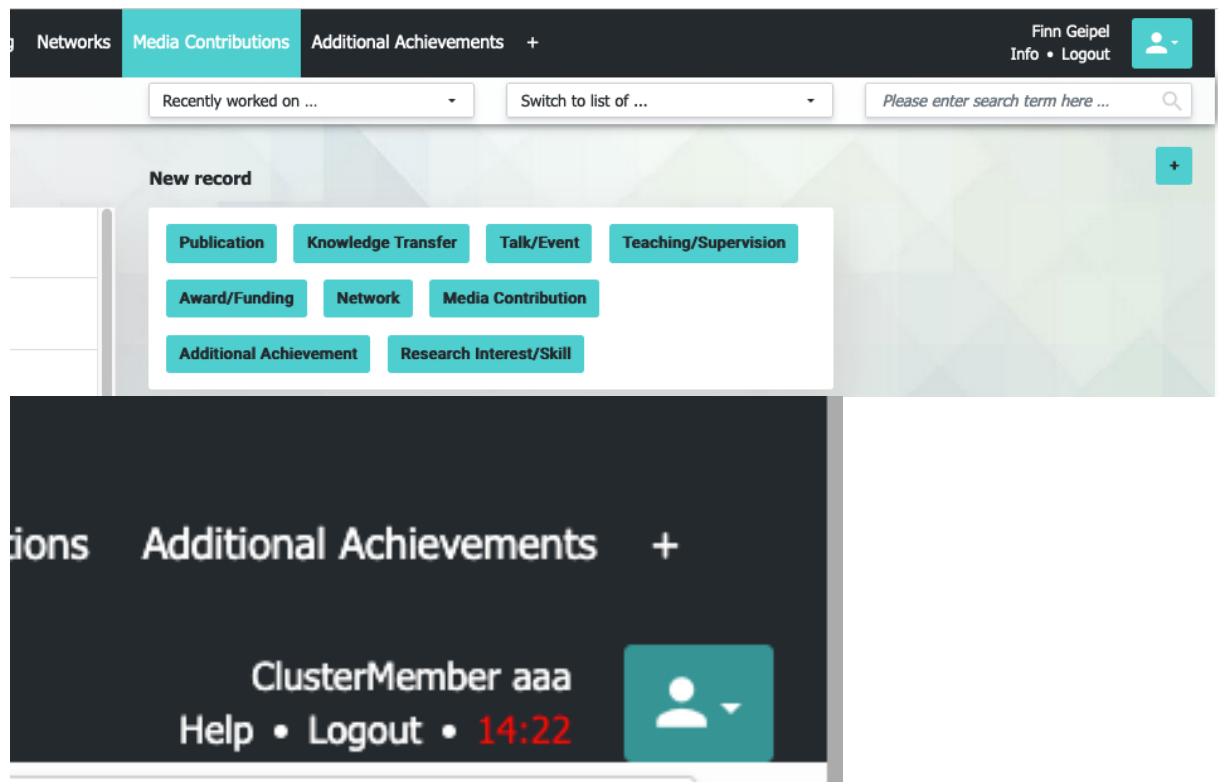 Networks Media Contributions Additional Achievements +
Finn Geipel
Info • Logout
Recently worked on ... Switch to list of ... Please enter search term here ...
New record +
Publication Knowledge Transfer Talk/Event Teaching/Supervision
Award/Funding Network Media Contribution
Additional Achievement Research Interest/Skill
ions Additional Achievements +
ClusterMember aaa
Help • Logout • 14:22